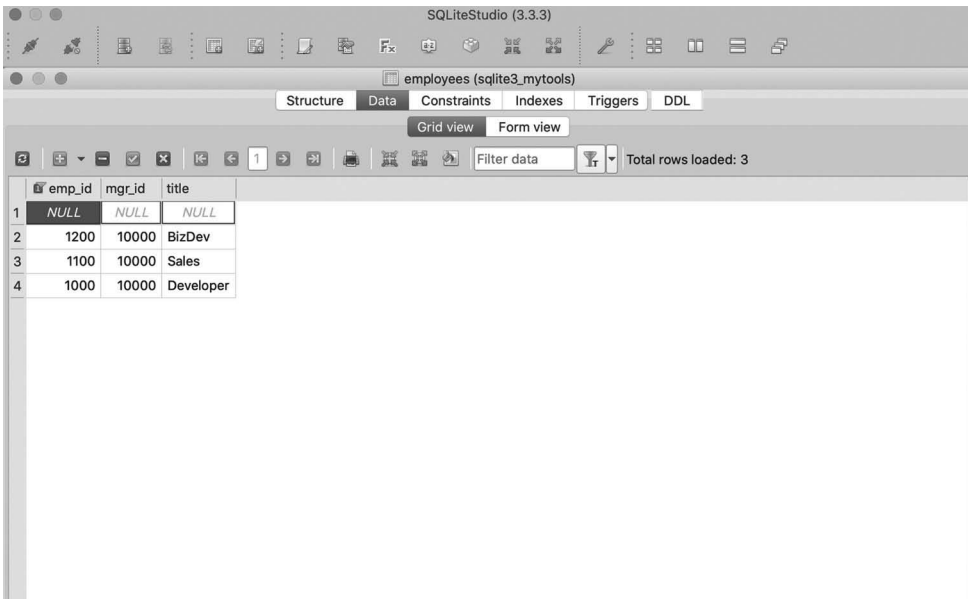 SQLiteStudio (3.3.3)
employees (sqlite3_mytools)
Structure Data Constraints Indexes Triggers DDL
Grid view Form view
1 Filter data Total rows loaded: 3
emp_id mgr_id title
1 NULL NULL NULL
2 1200 10000 BizDev
3 1100 10000 Sales
4 1000 10000 Developer